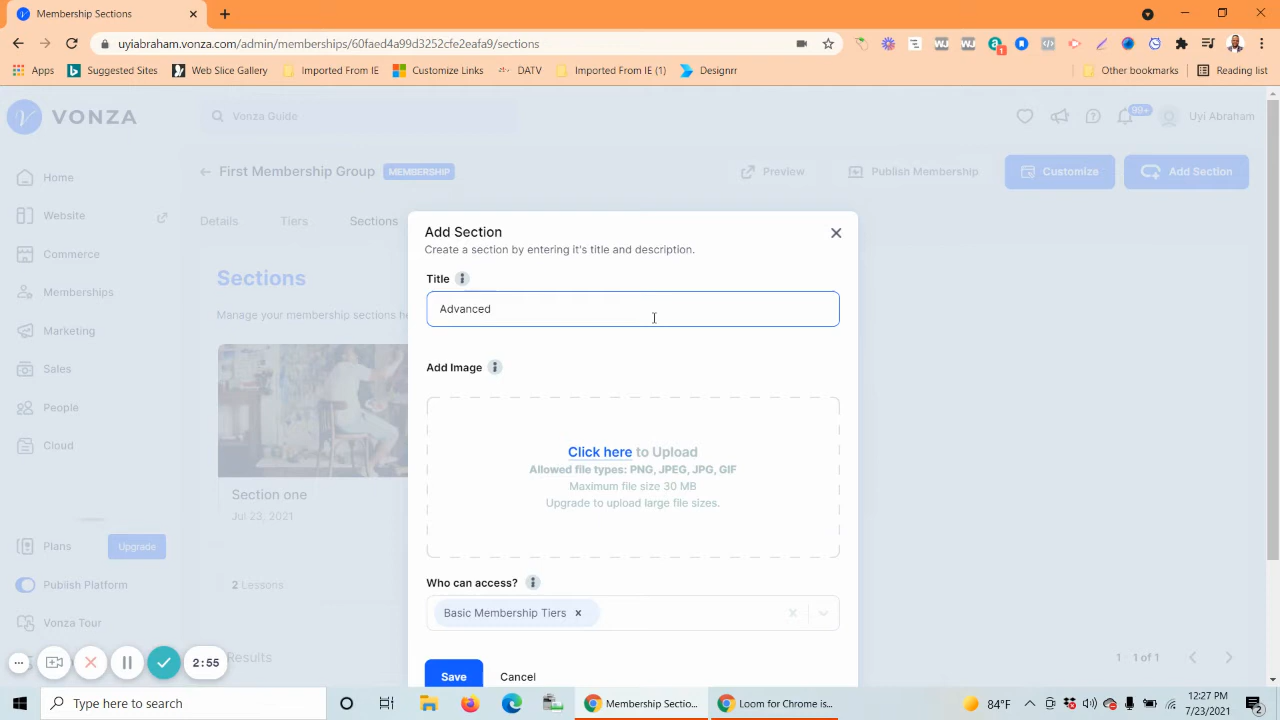 Membership Sections
uyiabraham.vonza.com/admin/memberships/60faed4a99d3252cfe2eafa9/sections
Apps
Suggested Sites
Web Slice Gallery
Imported From IE
Customize Links
DATV
Imported From IE (1)
Designrr
Other bookmarks
Reading list
VONZA
Vonza Guide
99+
Uyi Abraham
Home
Website
Commerce
Memberships
Marketing
Sales
People
Cloud
Plans
Upgrade
Publish Platform
Vonza Tour
First Membership Group
MEMBERSHIP
Preview
Publish Membership
Customize
Add Section
Details
Tiers
Sections
Sections
Manage your membership sections he
Section one
Jul 23, 2021
2 Lessons
Results
1 - 1 of 1
Add Section
Create a section by entering it's title and description.
Title
Advanced
Add Image
Click here to Upload
Allowed file types: PNG, JPEG, JPG, GIF
Maximum file size 30 MB
Upgrade to upload large file sizes.
Who can access?
Basic Membership Tiers
Save
Cancel
2:55
Type here to search
Membership Sectio...
Loom for Chrome is...
84°F
12:27 PM
7/23/2021
2